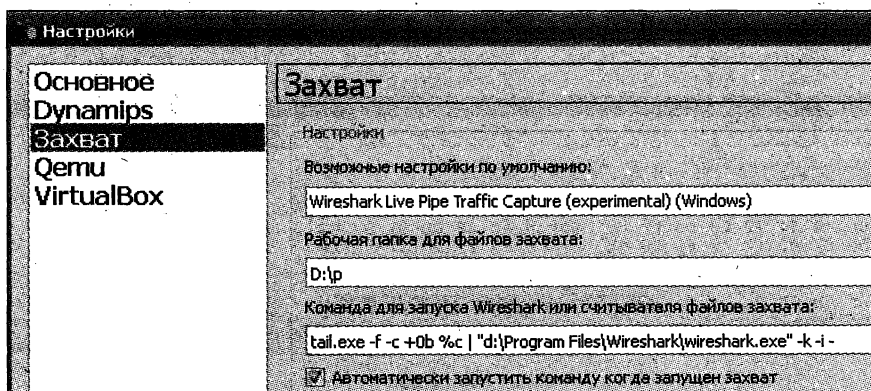 Настройки
Основное
Dynamips
Захват
Qemu
VirtualBox
Захват
Настройки
Возможные настройки по умолчанию:
Wireshark Live Pipe Traffic Capture (experimental) (Windows)
Рабочая папка для файлов захвата:
D:\p
Команда для запуска Wireshark или считывателя файлов захвата:
tail.exe -f -c +0b %c | "d:\Program Files\Wireshark\wireshark.exe" -k -i -
Автоматически запустить команду когда запущен захват